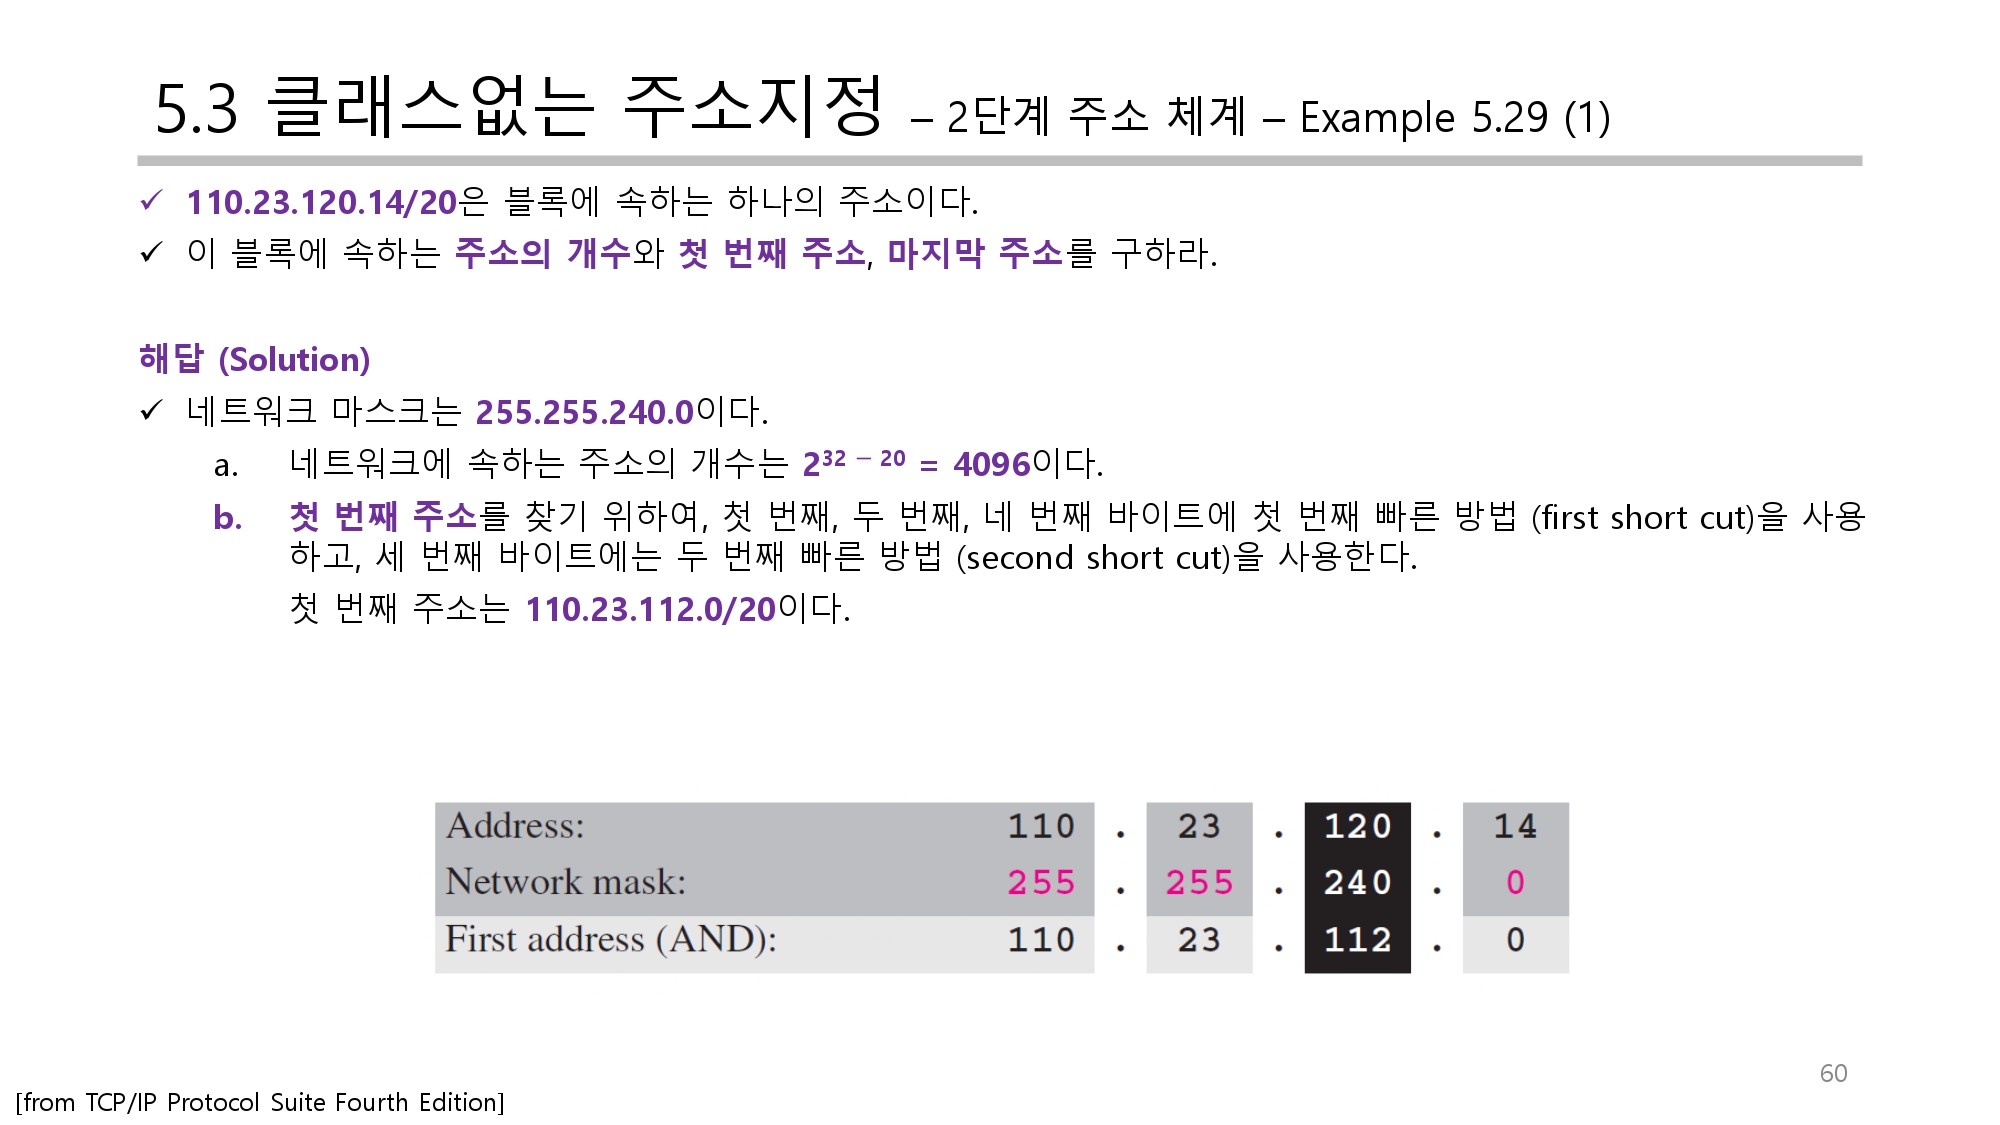 5.3 클래스없는 주소지정 – 2단계 주소 체계 – Example 5.29 (1)
✓ 110.23.120.14/20은 블록에 속하는 하나의 주소이다.
✓ 이 블록에 속하는 주소의 개수와 첫 번째 주소, 마지막 주소를 구하라.
해답 (Solution)
✓ 네트워크 마스크는 255.255.240.0이다.
a. 네트워크에 속하는 주소의 개수는 2³² ⁻ ²⁰ = 4096이다.
b. 첫 번째 주소를 찾기 위하여, 첫 번째, 두 번째, 네 번째 바이트에 첫 번째 빠른 방법 (first short cut)을 사용
하고, 세 번째 바이트에는 두 번째 빠른 방법 (second short cut)을 사용한다.
첫 번째 주소는 110.23.112.0/20이다.
Address: 110 . 23 . 120 . 14
Network mask: 255 . 255 . 240 . 0
First address (AND): 110 . 23 . 112 . 0
60
[from TCP/IP Protocol Suite Fourth Edition]